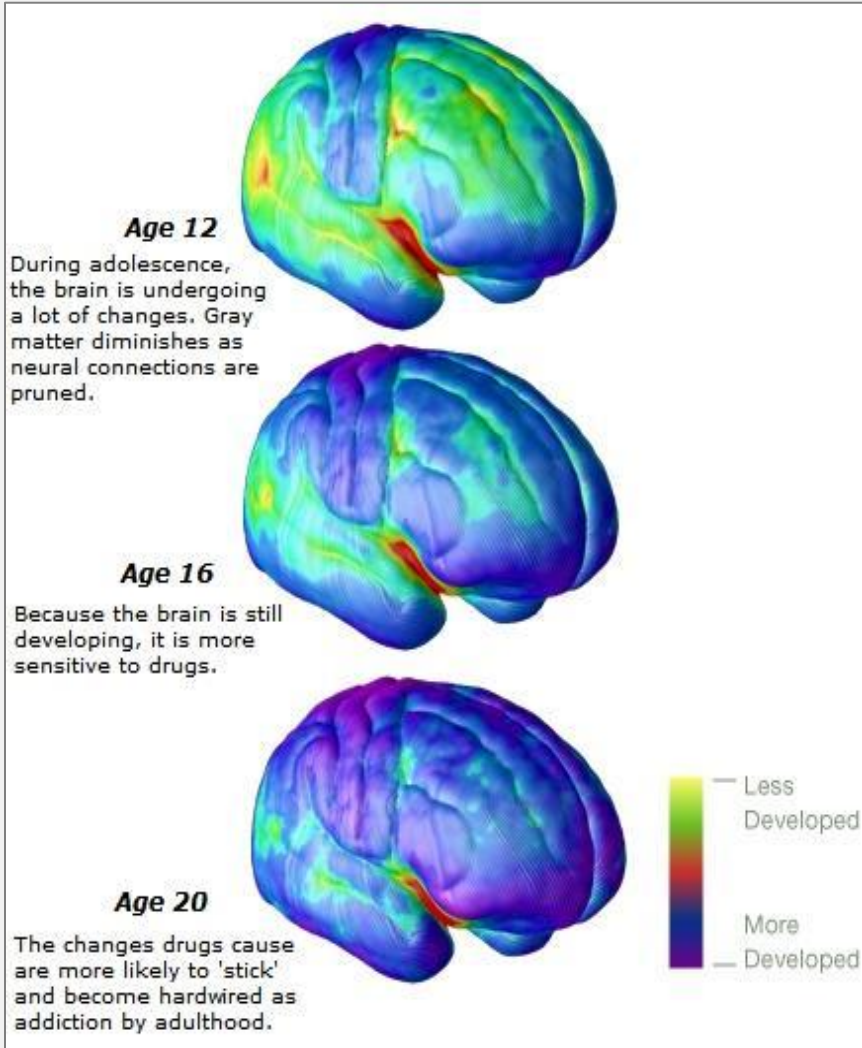 Age 12
During adolescence,
the brain is undergoing
a lot of changes. Gray
matter diminishes as
neural connections are
pruned.
Age 16
Because the brain is still
developing, it is more
sensitive to drugs.
Age 20
The changes drugs cause
are more likely to 'stick'
and become hardwired as
addiction by adulthood.
Less
Developed
More
Developed